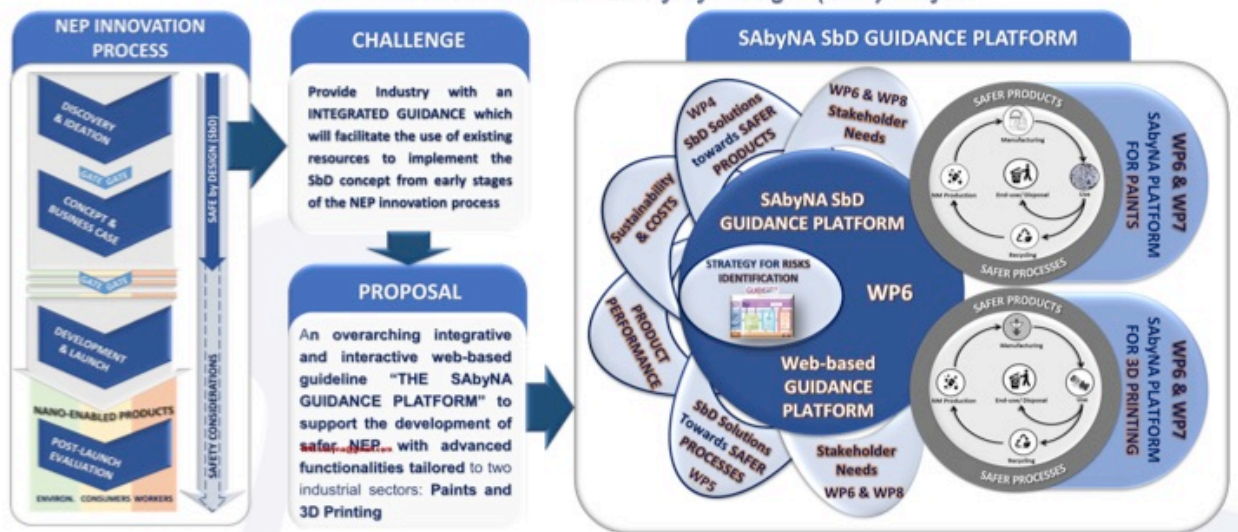 NEP INNOVATION
PROCESS
DISCOVERY
& IDEATION
GATE GATE
CONCEPT &
BUSINESS CASE
GATE GATE
DEVELOPMENT
& LAUNCH
NANO-ENABLED PRODUCTS
POST-LAUNCH
EVALUATION
ENVIRON. CONSUMERS WORKERS
SAFE by DESIGN (SbD)
SAFETY CONSIDERATIONS
CHALLENGE
Provide Industry with an
INTEGRATED GUIDANCE which
will facilitate the use of existing
resources to implement the
SbD concept from early stages
of the NEP innovation process
PROPOSAL
An overarching integrative
and interactive web-based
guideline “THE SAbyNA
GUIDANCE PLATFORM” to
support the development of
safer NEP with advanced
functionalities tailored to two
industrial sectors: Paints and
3D Printing
SAbyNA SbD GUIDANCE PLATFORM
WP4
SbD Solutions
towards SAFER
PRODUCTS
WP6 & WP8
Stakeholder
Needs
Sustainability
& COSTS
PRODUCT
PERFORMANCE
SbD Solutions
Towards SAFER
PROCESSES
WP5
Stakeholder
Needs
WP6 & WP8
SAbyNA SbD
GUIDANCE PLATFORM
STRATEGY FOR RISKS
IDENTIFICATION
WP6
Web-based
GUIDANCE
PLATFORM
SAFER PRODUCTS
Manufacturing
NM Production
End-use/ Disposal
Use
Recycling
SAFER PROCESSES
WP6 & WP7
SAbyNA PLATFORM
FOR PAINTS
SAFER PRODUCTS
Manufacturing
NM Production
End-use/ Disposal
Use
Recycling
SAFER PROCESSES
WP6 & WP7
SAbyNA PLATFORM
FOR 3D PRINTING